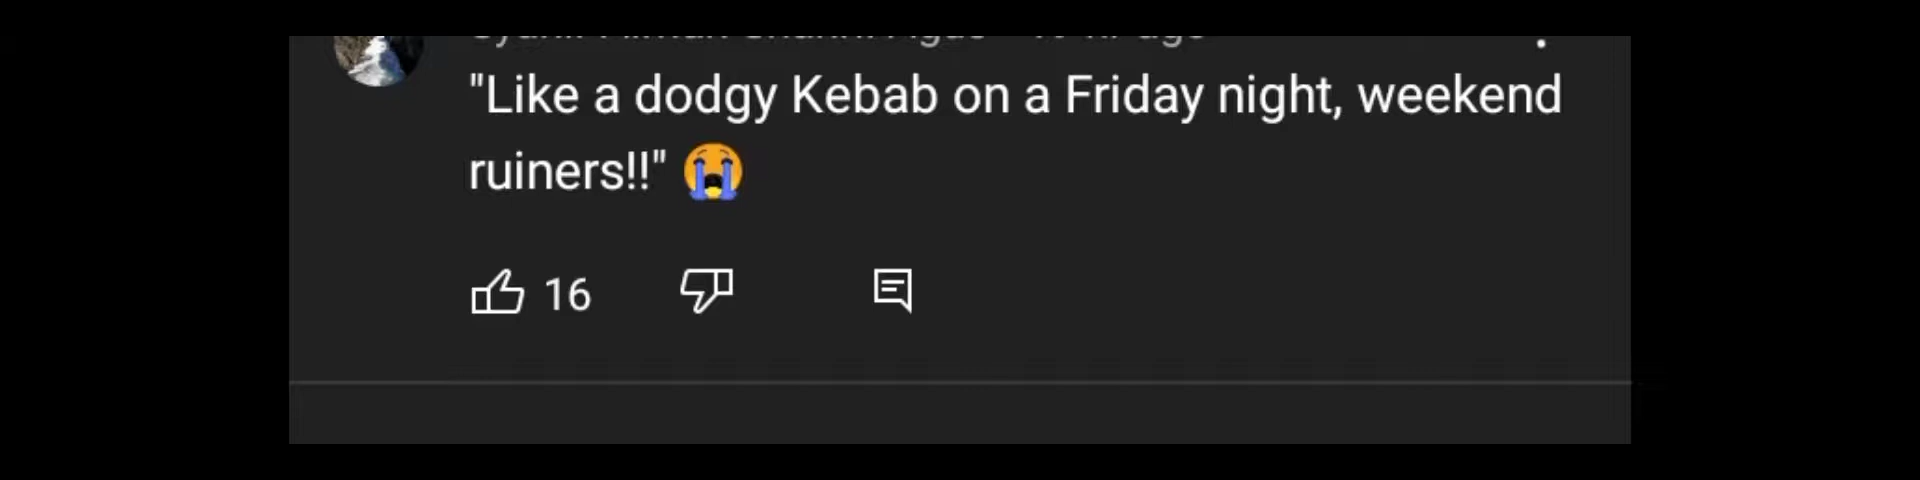 "Like a dodgy Kebab on a Friday night, weekend
ruiners!!" 😭
16